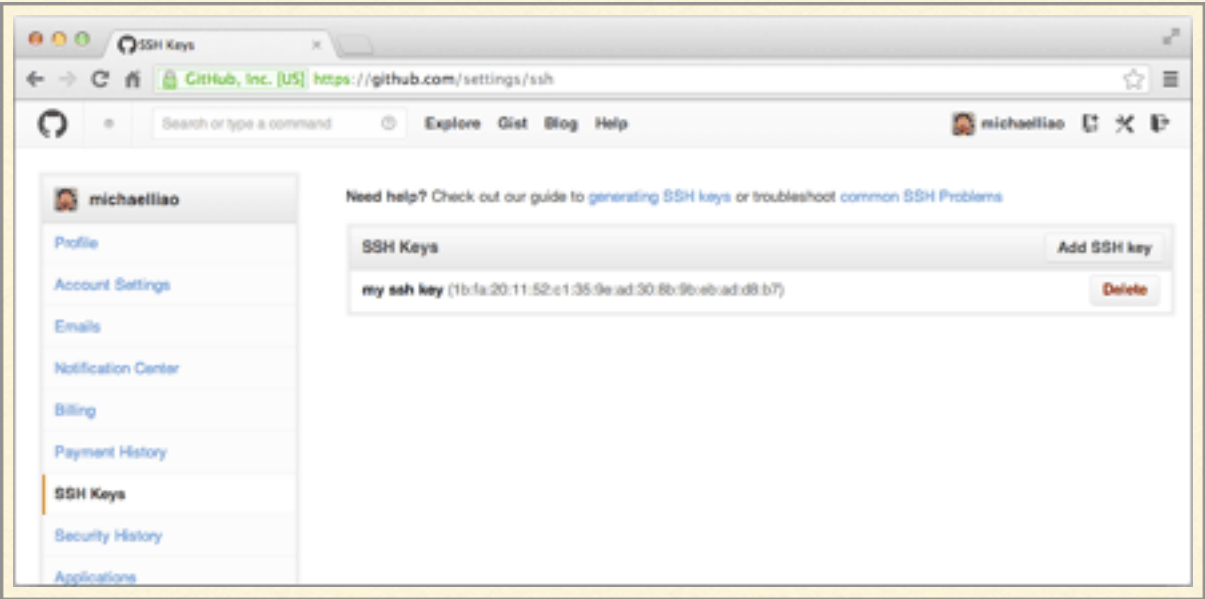 SSH Keys
GitHub, Inc. [US] https://github.com/settings/ssh
Search or type a command Explore Gist Blog Help michaelliao
michaelliao
Profile
Account Settings
Emails
Notification Center
Billing
Payment History
SSH Keys
Security History
Applications
Need help? Check out our guide to generating SSH keys or troubleshoot common SSH Problems
SSH Keys Add SSH key
my ssh key (1b:fa:20:11:52:c1:35:9e:ad:30:8b:9b:eb:ad:d8:b7) Delete